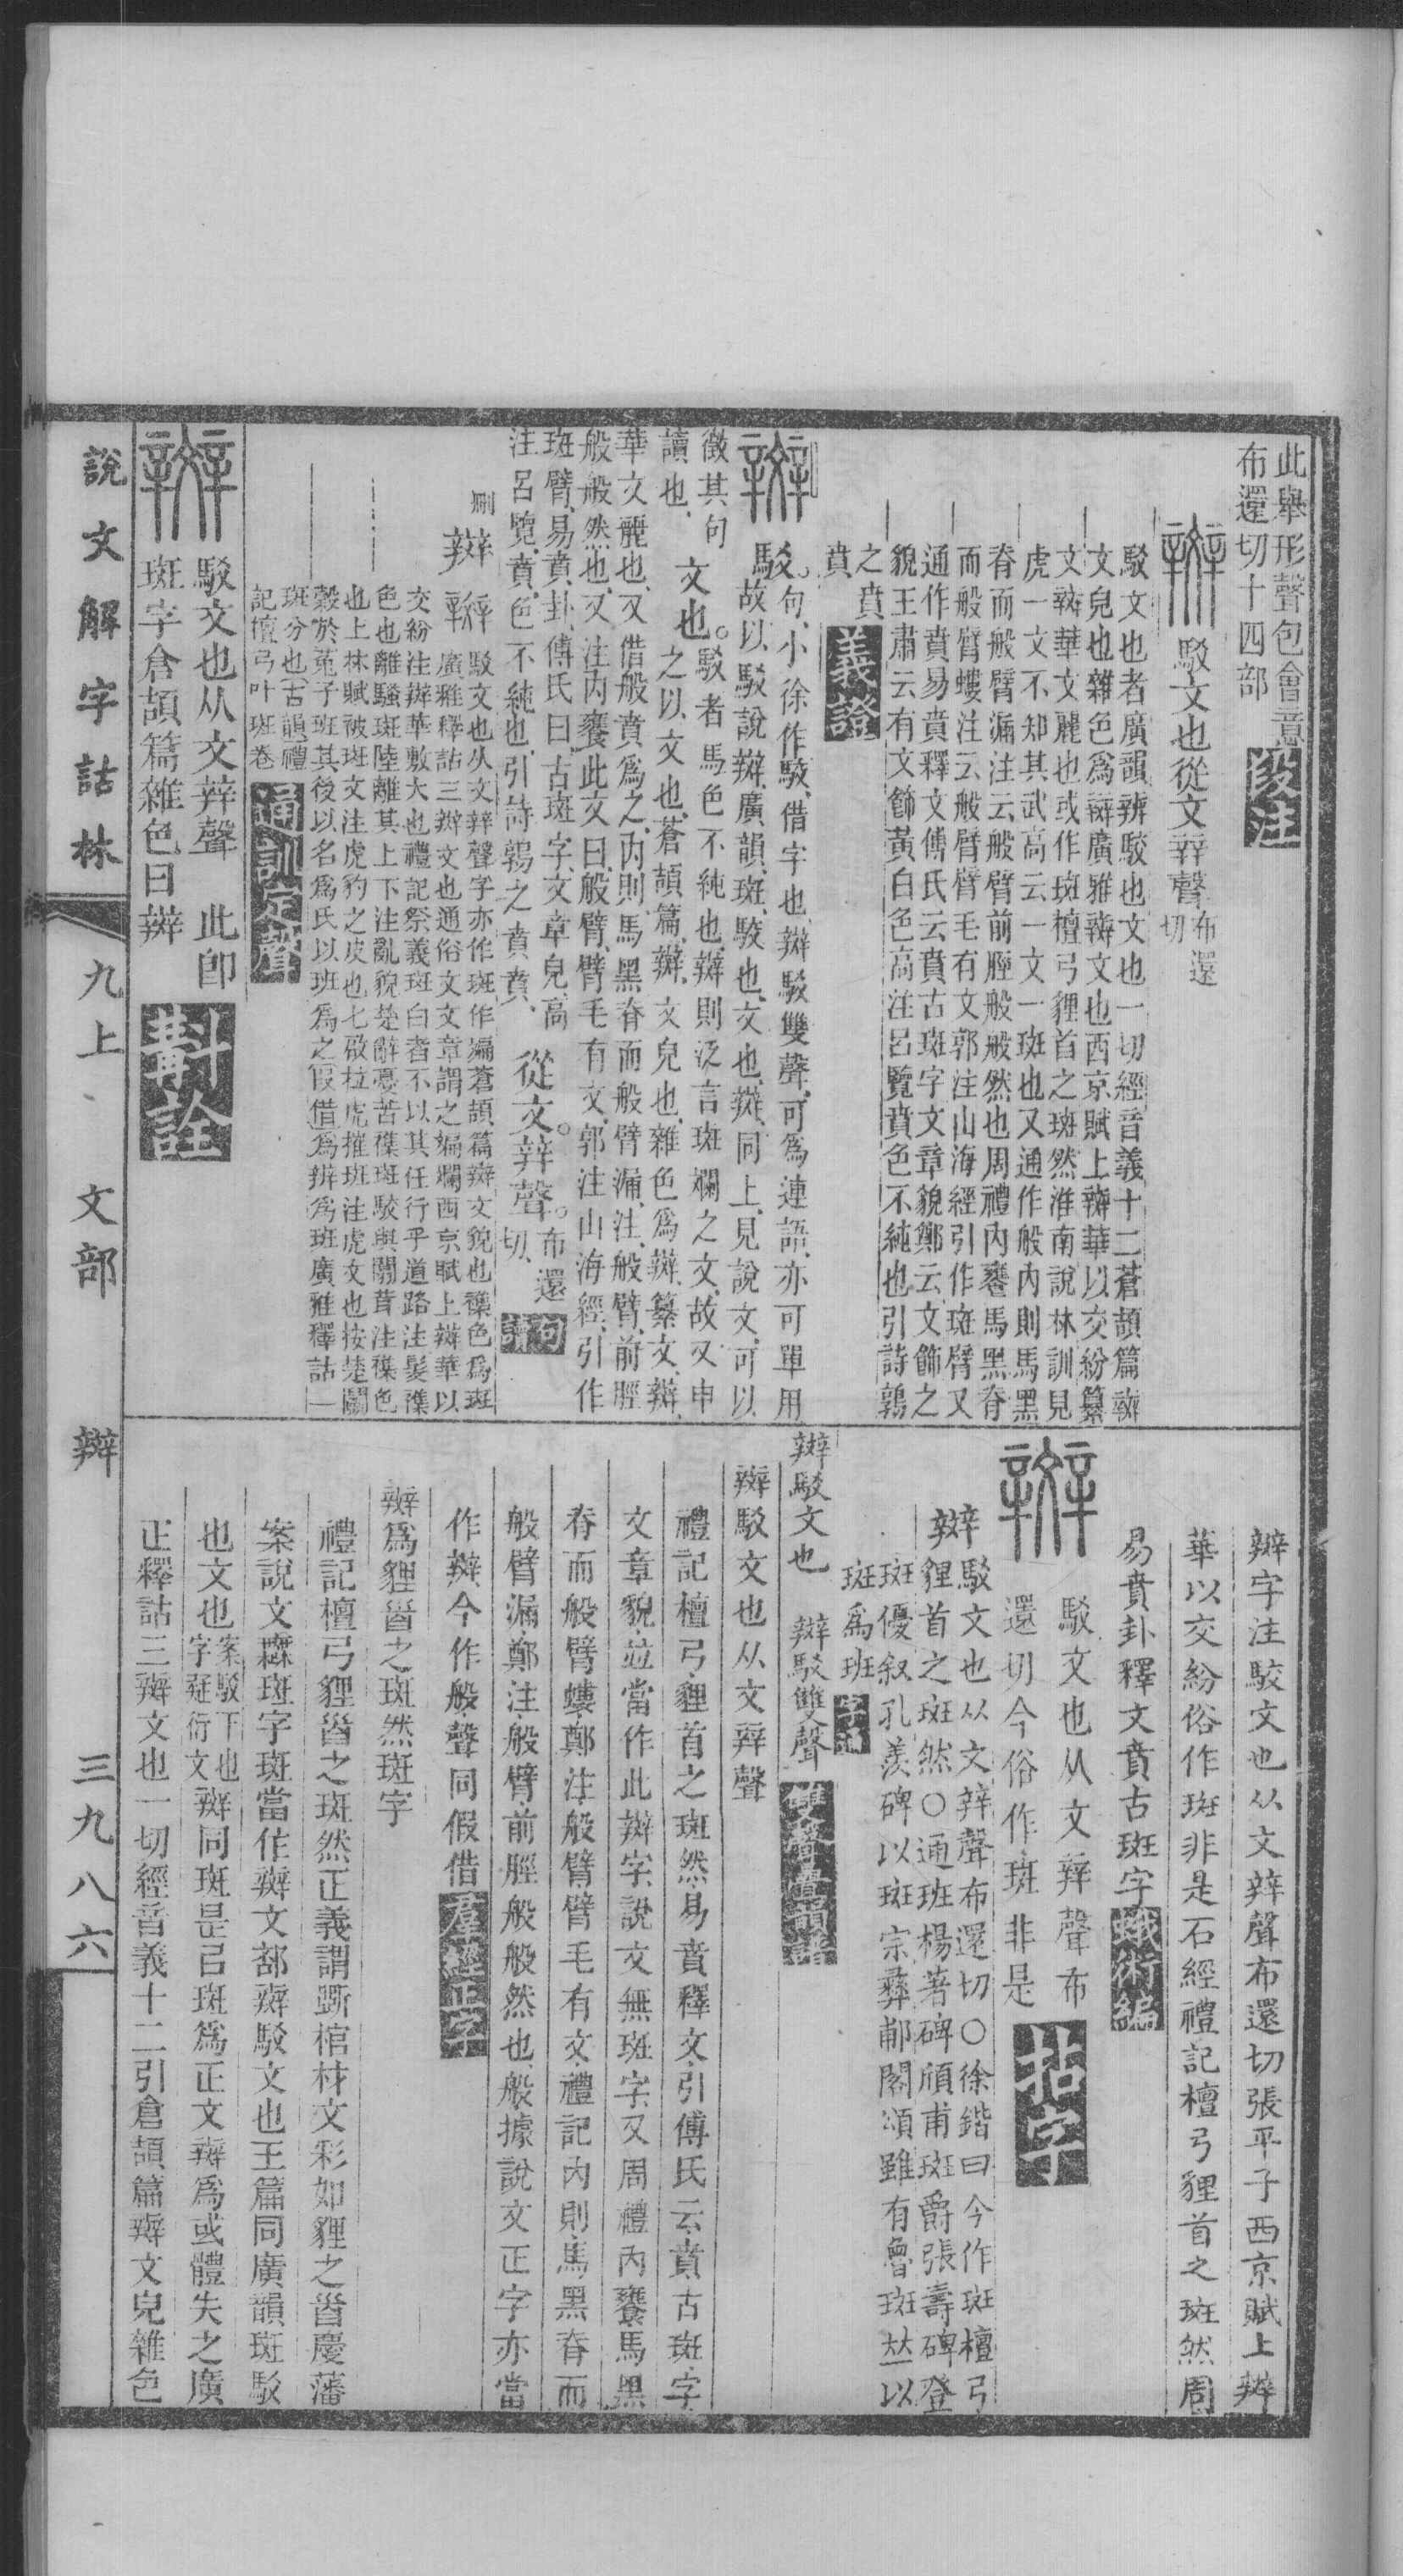 此舉形聲包會意
布還切十四部
段注
辬 駁文也從文辡聲布還切
駁文也者廣韻辬駁也文也一切經音義十二蒼頡篇辬
文皃也雜色爲辬廣雅辬文也西京賦上辬華以交紛纂
文辬華文麗也或作斑檀弓貍首之斑然淮南說林訓見
虎一文不知其武高云一文一斑也又通作般內則馬黑
脊而般臂漏注云般臂前脛般般然也周禮內饔馬黑脊
而般臂螻注云般臂臂毛有文郭注山海經引作斑臂又
通作賁易賁釋文傅氏云賁古斑字文章貌鄭云文飾之
貌王肅云有文飾黃白色高注呂覽賁色不純也引詩鶉
之賁
賁
義證
辬 駁。句、小徐作駮、借字也、辬駁雙聲、可爲連語、亦可單用
故以駁說辬、廣韻、斑、駮也、文也、辬、同上、見說文、可以
徵其句
讀也、
文也。駁者馬色不純也、辬則泛言斑斕之文、故又申
之以文也、蒼頡篇、辬、文皃也、雜色爲辬、纂文、辬、
華文麗也、又借般賁爲之、內則、馬黑脊而般臂漏、注、般臂、前脛
般般然也、又注內饔此文曰、般臂、臂毛有文、郭注山海經、引作
斑臂、易賁卦、傅氏曰、古斑字、文章皃、高
注呂覽、賁、色不純也、引詩鶉之賁賁、
從文。辡聲。布還切、
句讀
刪
辬 辬 駁文也从文辡聲字亦作斑作斒蒼頡篇辬文貌也雜色爲斑
廣雅釋詁三辬文也通俗文文章謂之斒斕西京賦上辬華以
交紛注辬華敷大也禮記祭義斑白者不以其任行乎道路注髮雜
色也離騷斑陸離其上下注亂貌楚辭憂苦雜斑駮與闒茸注雜色
也上林賦被斑文注虎豹之皮也七啟拉虎摧斑注虎文也按楚鬭
穀於菟子班其後以名爲氏以班爲之叚借爲辨爲班廣雅釋詁一
斑分也古韻禮
記檀弓叶斑卷
通訓定聲
辬 駁文也从文辡聲 此卽
斑字倉頡篇雜色曰辬
斠詮
辬字注駮文也从文辡聲布還切張平子西京賦上辬
華以交紛俗作斑非是石經禮記檀弓貍首之斑然周
易賁卦釋文賁古斑字
蛾術編
辬 駁文也从文辡聲布
還切今俗作斑非是
拈字
辬 駁文也从文辡聲布還切○徐鍇曰今作斑檀弓
貍首之斑然○通班楊著碑頎甫班爵張壽碑登
斑優叙孔羡碑以斑宗彝郙閣頌雖有魯斑竝以
斑爲班
字通
辬駁文也 辬駁雙聲
雙聲疊韻譜
辬駁文也从文辡聲
禮記檀弓、貍首之斑然易賁釋文、引傅氏云、賁、古斑、字
文章貌、竝當作此辬字、說文無斑字、又周禮內饔、馬黑
脊而般臂螻、鄭注、般臂、臂毛有文、禮記內則、馬黑脊而
般臂漏、鄭注、般臂、前脛般般然也、般據說文正字亦當
作辬、今作般、聲同假借
羣經正字
辬爲貍首之斑然斑字
禮記檀弓貍首之斑然正義謂斲棺材文彩如貍之首慶藩
案說文無斑字斑當作辬文部辬駁文也玉篇同廣韻斑駁
也文也案駁下也字疑衍文辬同斑是㠯斑爲正文辬爲或體失之廣
正釋詁三辬文也一切經音義十二引倉頡篇辬文皃雜色
說文解字詁林
九上 文部 辬
三九八六